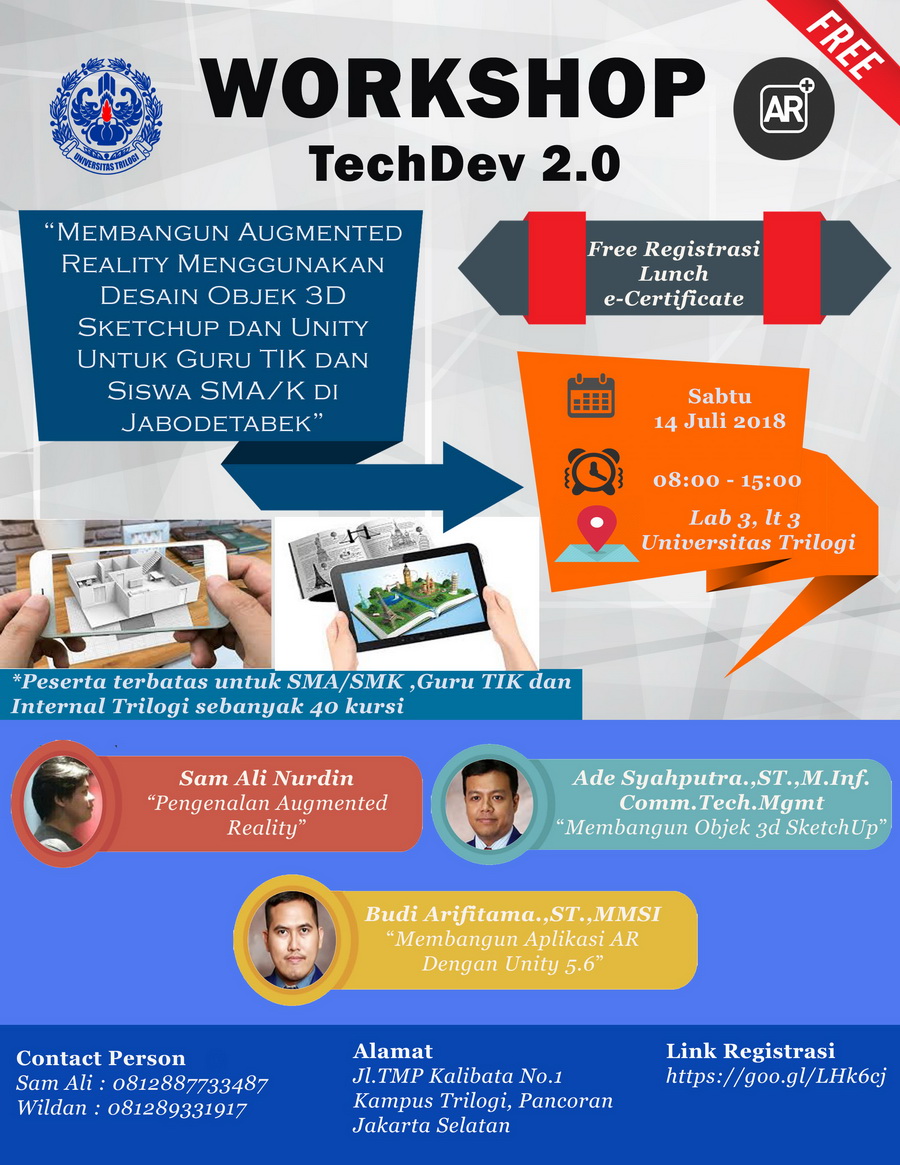 FREE
WORKSHOP
TechDev 2.0
UNIVERSITAS TRILOGI
AR
“MEMBANGUN AUGMENTED
REALITY MENGGUNAKAN
DESAIN OBJEK 3D
SKETCHUP DAN UNITY
UNTUK GURU TIK DAN
SISWA SMA/K DI
JABODETABEK”
Free Registrasi
Lunch
e-Certificate
Sabtu
14 Juli 2018
08:00 - 15:00
Lab 3, lt 3
Universitas Trilogi
*Peserta terbatas untuk SMA/SMK ,Guru TIK dan
Internal Trilogi sebanyak 40 kursi
Sam Ali Nurdin
“Pengenalan Augmented
Reality”
Ade Syahputra.,ST.,M.Inf.
Comm.Tech.Mgmt
“Membangun Objek 3d SketchUp”
Budi Arifitama.,ST.,MMSI
“Membangun Aplikasi AR
Dengan Unity 5.6”
Contact Person
Sam Ali : 0812887733487
Wildan : 081289331917
Alamat
Jl.TMP Kalibata No.1
Kampus Trilogi, Pancoran
Jakarta Selatan
Link Registrasi
https://goo.gl/LHk6cj